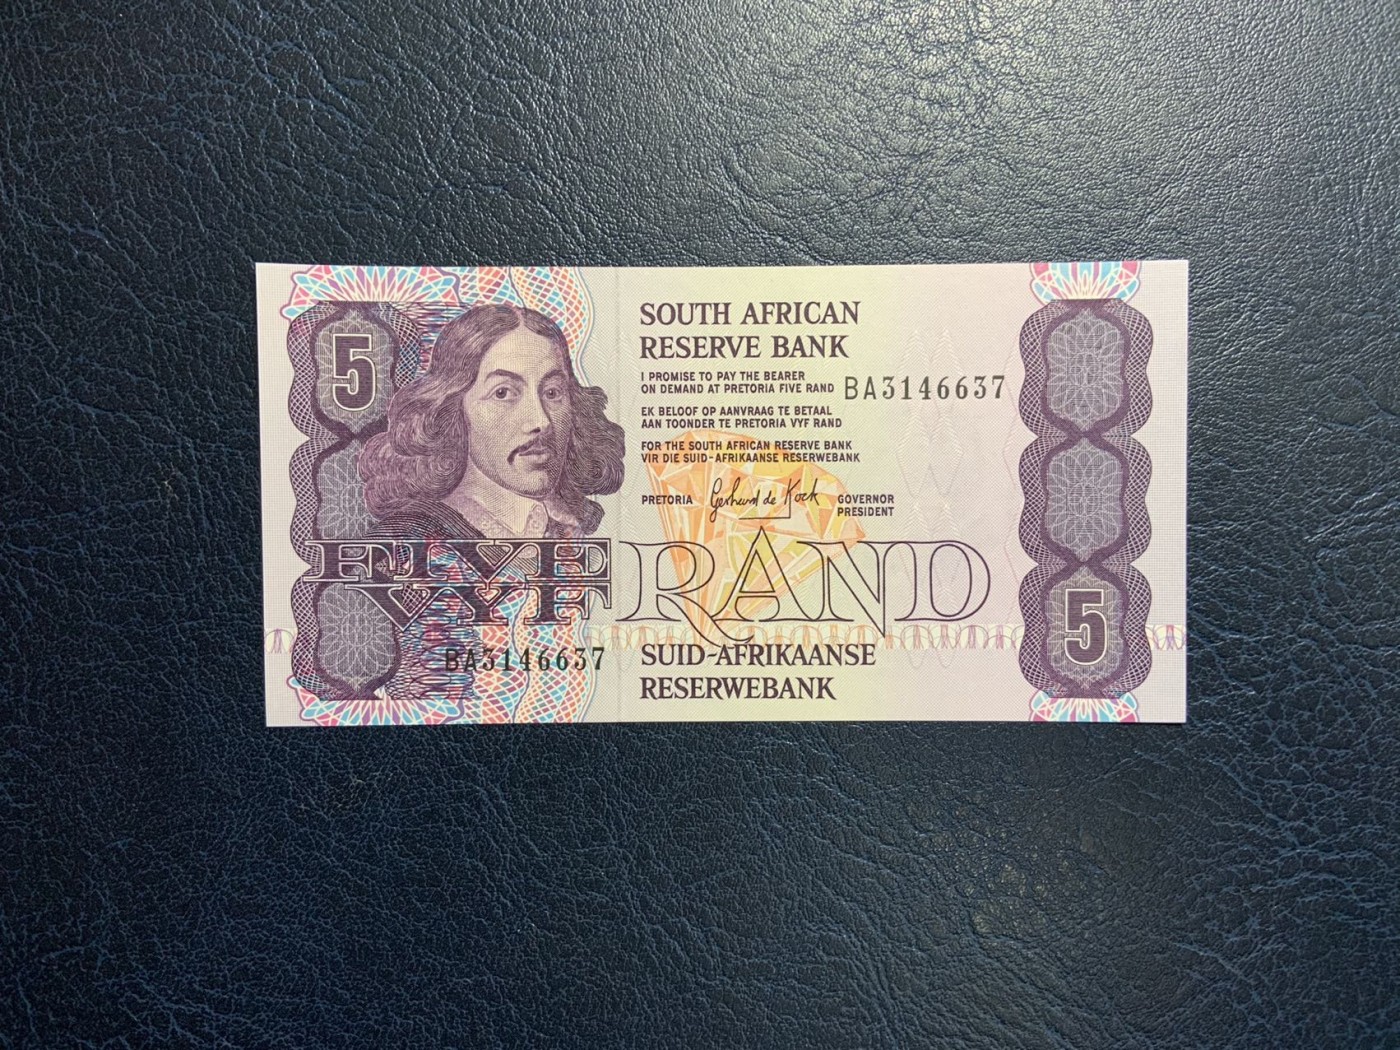 5
SOUTH AFRICAN
RESERVE BANK
I PROMISE TO PAY THE BEARER
ON DEMAND AT PRETORIA FIVE RAND
BA3146637
EK BELOOF OP AANVRAAG TE BETAAL
AAN TOONDER TE PRETORIA VYF RAND
FOR THE SOUTH AFRICAN RESERVE BANK
VIR DIE SUID-AFRIKAANSE RESERWEBANK
PRETORIA Gerhard de Kock GOVERNOR
PRESIDENT
FIVE
VYF RAND
5
BA3146637
SUID-AFRIKAANSE
RESERWEBANK